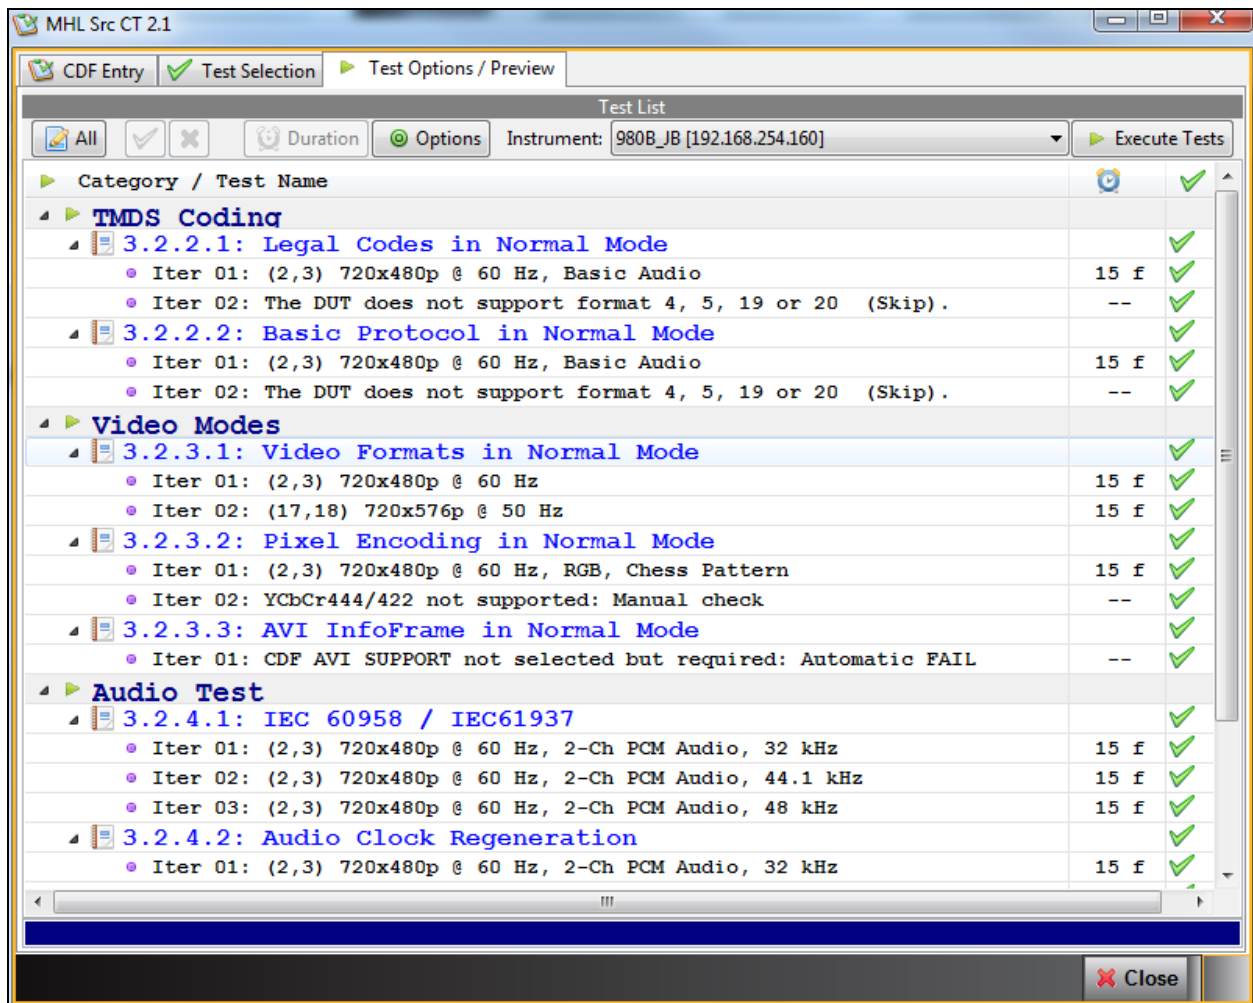 MHL Src CT 2.1
CDF Entry Test Selection Test Options / Preview
Test List
All Duration Options Instrument: 980B_JB [192.168.254.160] Execute Tests
Category / Test Name
TMDS Coding
3.2.2.1: Legal Codes in Normal Mode
Iter 01: (2,3) 720x480p @ 60 Hz, Basic Audio 15 f
Iter 02: The DUT does not support format 4, 5, 19 or 20 (Skip). --
3.2.2.2: Basic Protocol in Normal Mode
Iter 01: (2,3) 720x480p @ 60 Hz, Basic Audio 15 f
Iter 02: The DUT does not support format 4, 5, 19 or 20 (Skip). --
Video Modes
3.2.3.1: Video Formats in Normal Mode
Iter 01: (2,3) 720x480p @ 60 Hz 15 f
Iter 02: (17,18) 720x576p @ 50 Hz 15 f
3.2.3.2: Pixel Encoding in Normal Mode
Iter 01: (2,3) 720x480p @ 60 Hz, RGB, Chess Pattern 15 f
Iter 02: YCbCr444/422 not supported: Manual check --
3.2.3.3: AVI InfoFrame in Normal Mode
Iter 01: CDF AVI SUPPORT not selected but required: Automatic FAIL --
Audio Test
3.2.4.1: IEC 60958 / IEC61937
Iter 01: (2,3) 720x480p @ 60 Hz, 2-Ch PCM Audio, 32 kHz 15 f
Iter 02: (2,3) 720x480p @ 60 Hz, 2-Ch PCM Audio, 44.1 kHz 15 f
Iter 03: (2,3) 720x480p @ 60 Hz, 2-Ch PCM Audio, 48 kHz 15 f
3.2.4.2: Audio Clock Regeneration
Iter 01: (2,3) 720x480p @ 60 Hz, 2-Ch PCM Audio, 32 kHz 15 f
Close